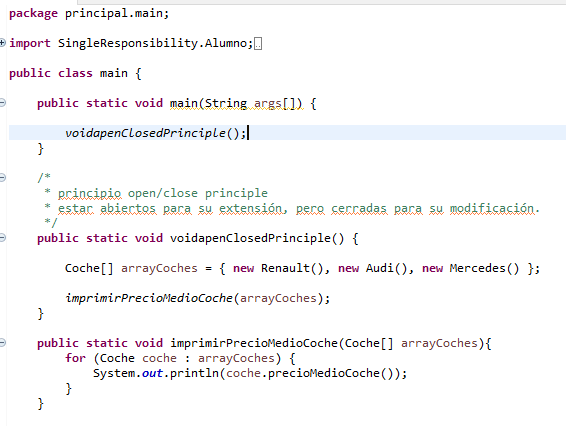 package principal.main;
import SingleResponsibility.Alumno;
public class main {
public static void main(String args[]) {
voidapenClosedPrinciple();
}
/*
* principio open/close principle
* estar abiertos para su extensión, pero cerradas para su modificación.
*/
public static void voidapenClosedPrinciple() {
Coche[] arrayCoches = { new Renault(), new Audi(), new Mercedes() };
imprimirPrecioMedioCoche(arrayCoches);
}
public static void imprimirPrecioMedioCoche(Coche[] arrayCoches){
for (Coche coche : arrayCoches) {
System.out.println(coche.precioMedioCoche());
}
}